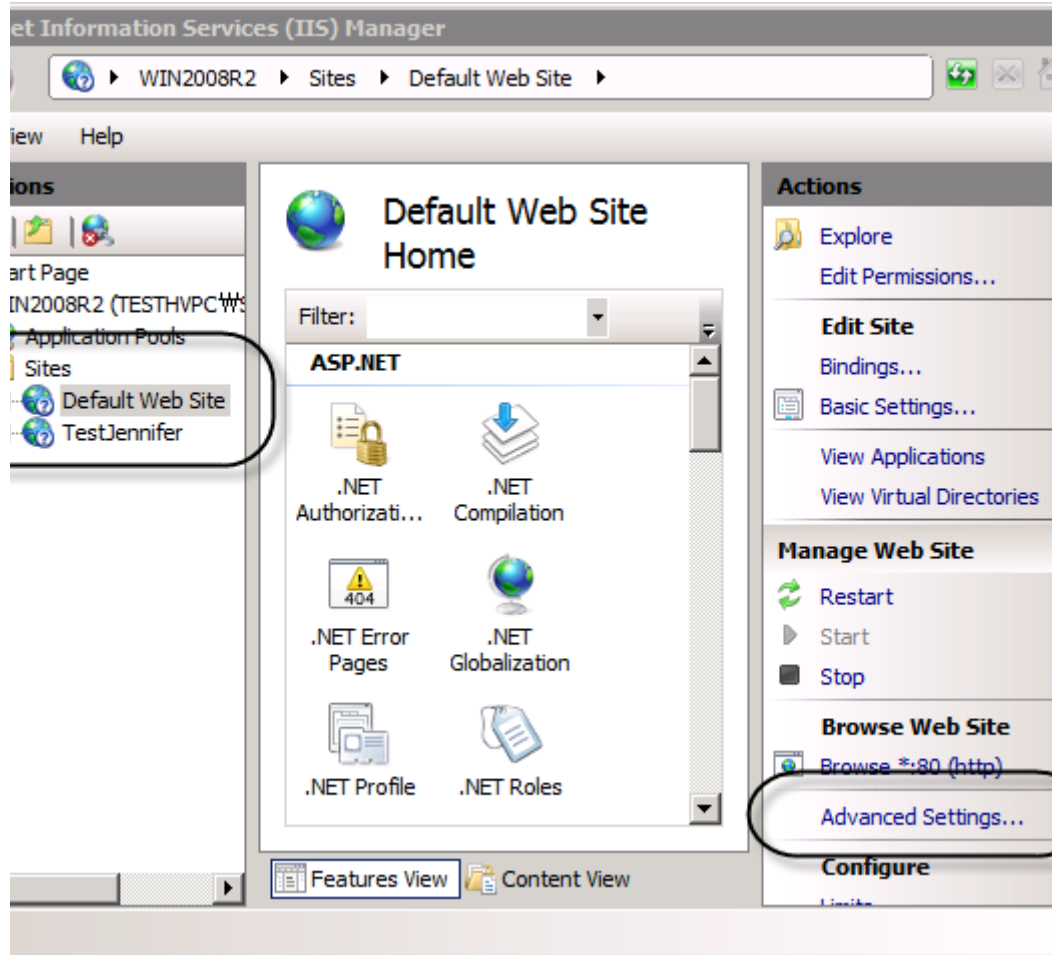 et Information Services (IIS) Manager
WIN2008R2 Sites Default Web Site
iew Help
ions
art Page
IN2008R2 (TESTHVPC₩S
Application Pools
Sites
Default Web Site
TestJennifer
Default Web Site
Home
Filter:
ASP.NET
.NET
Authorizati...
.NET
Compilation
404
.NET Error
Pages
.NET
Globalization
.NET Profile
.NET Roles
Features View
Content View
Actions
Explore
Edit Permissions...
Edit Site
Bindings...
Basic Settings...
View Applications
View Virtual Directories
Manage Web Site
Restart
Start
Stop
Browse Web Site
Browse *:80 (http)
Advanced Settings...
Configure
Limits